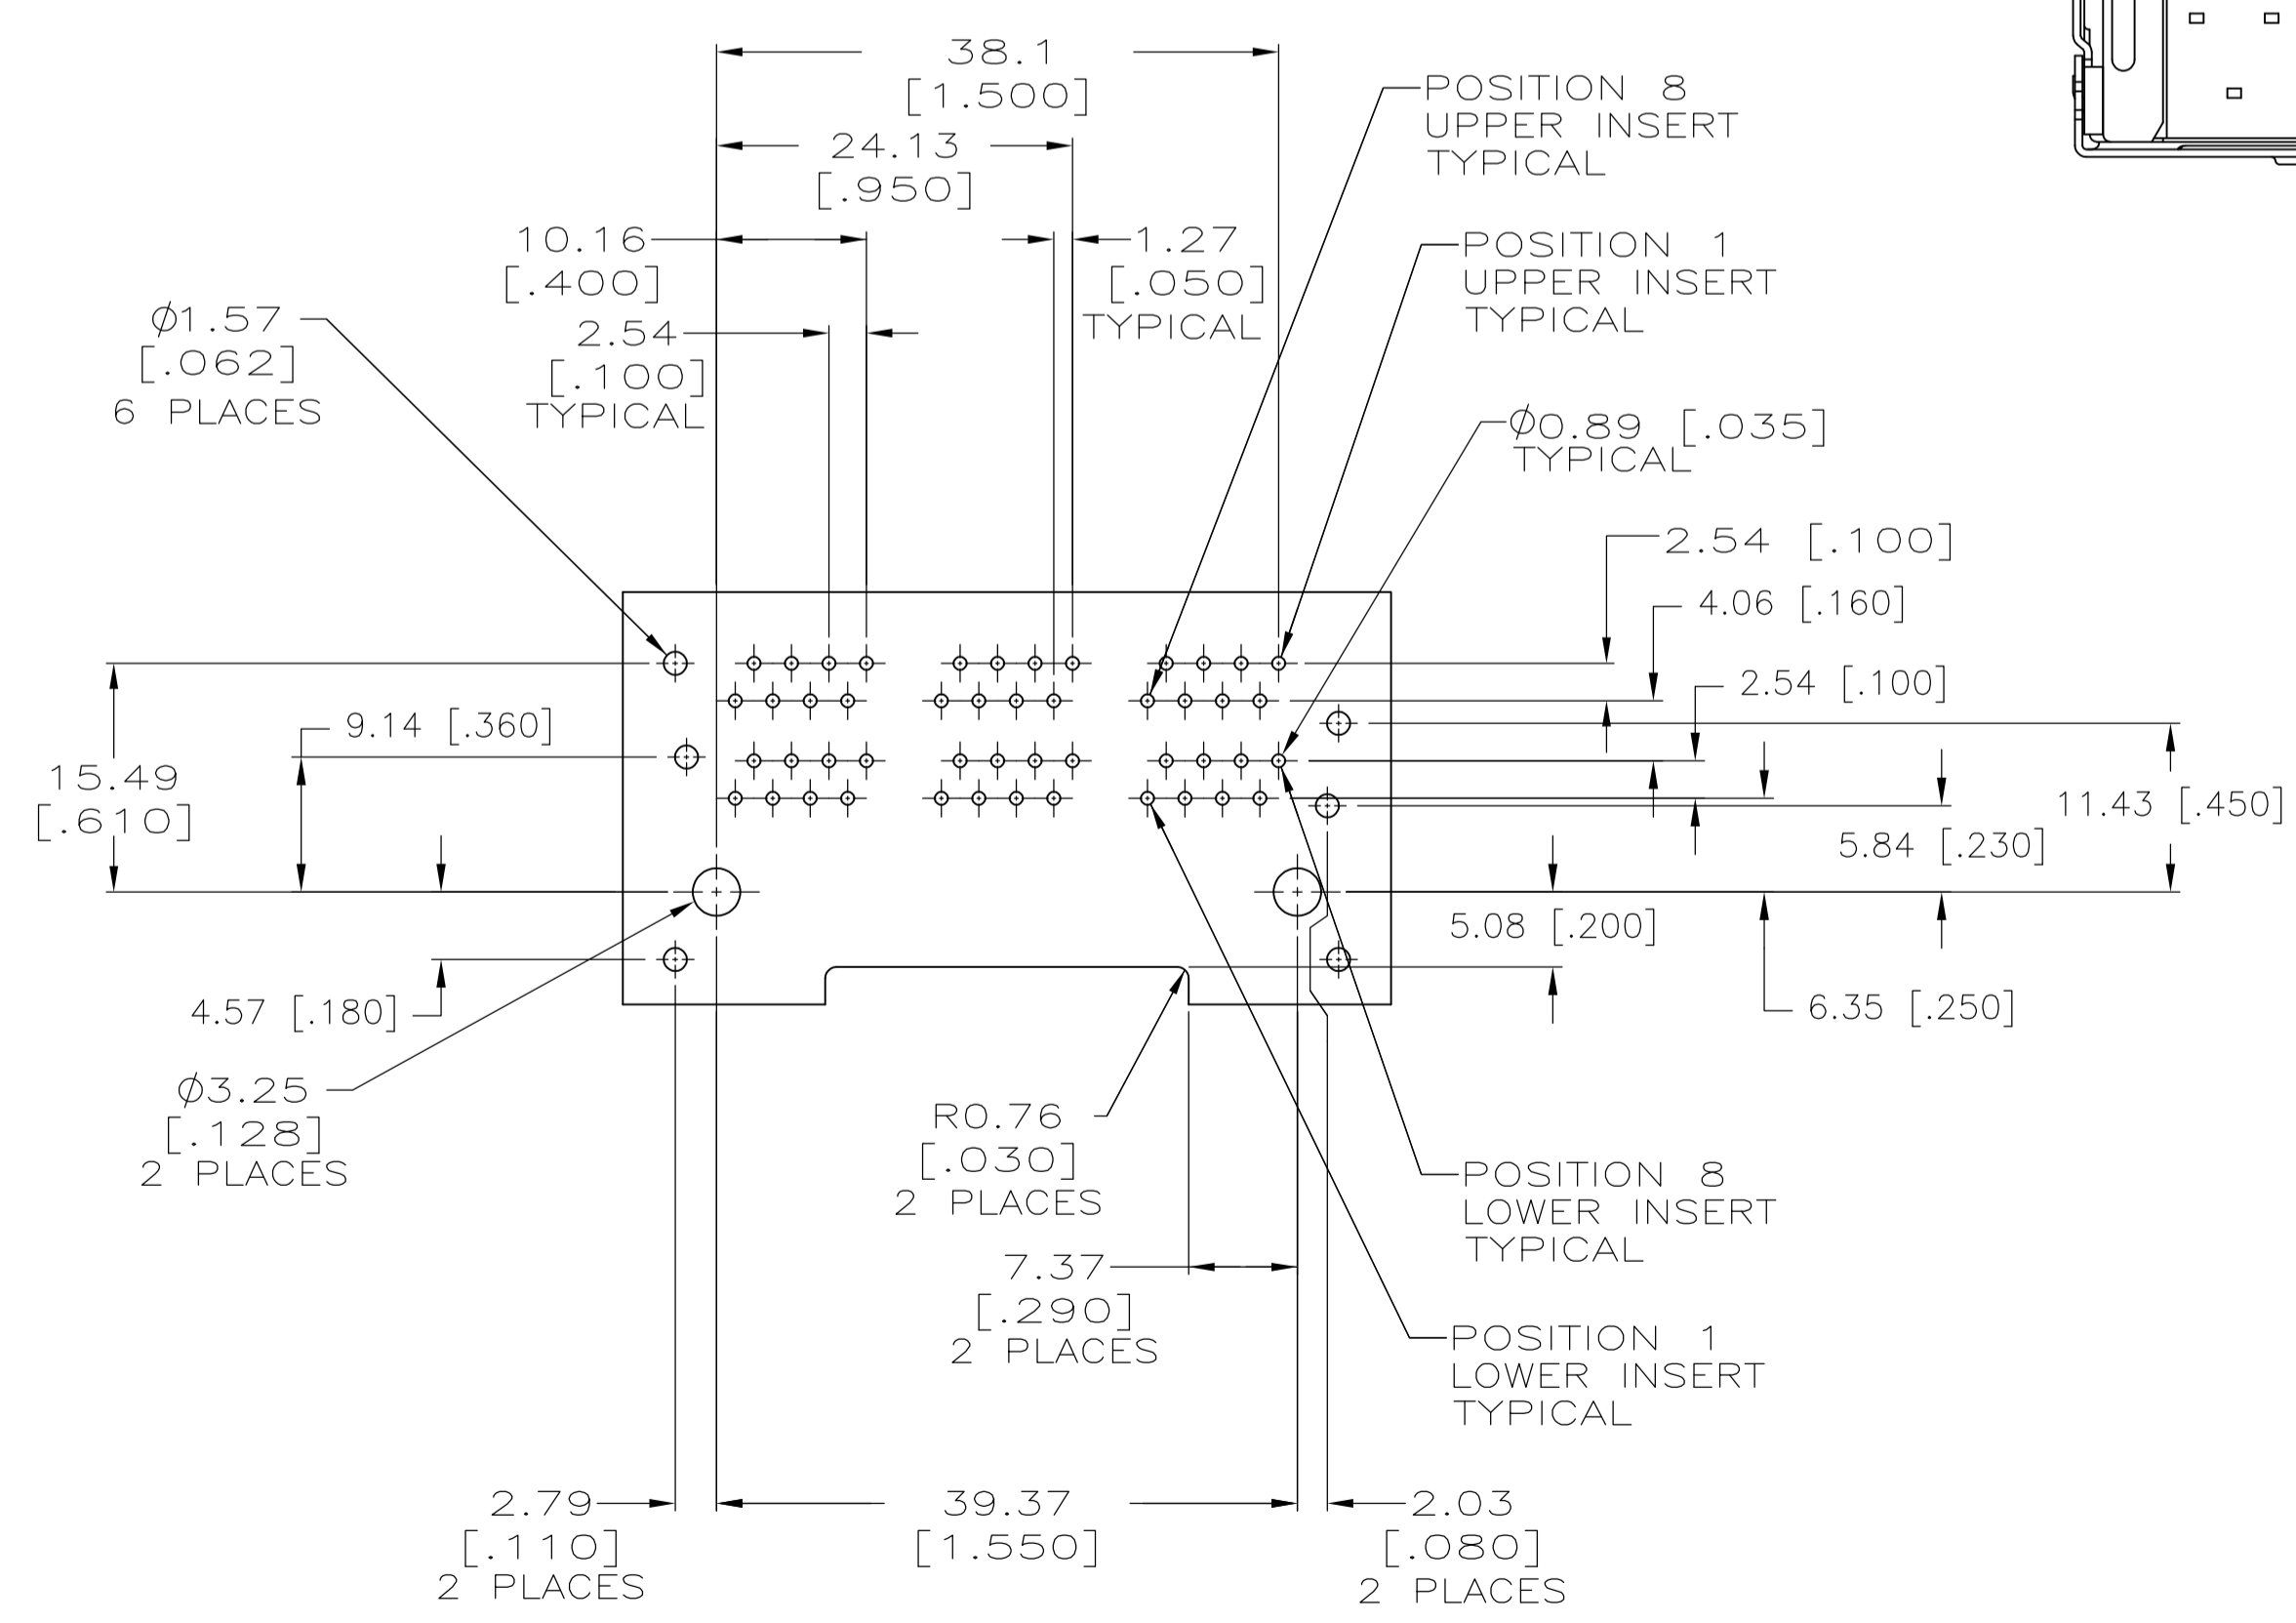 38.1
[1.500]
24.13
[.950]
10.16
[.400]
1.27
[.050]
TYPICAL
2.54
[.100]
TYPICAL
POSITION 8
UPPER INSERT
TYPICAL
POSITION 1
UPPER INSERT
TYPICAL
φ1.57
[.062]
6 PLACES
φ0.89 [.035]
TYPICAL
2.54 [.100]
4.06 [.160]
2.54 [.100]
9.14 [.360]
15.49
[.610]
11.43 [.450]
5.84 [.230]
5.08 [.200]
6.35 [.250]
4.57 [.180]
φ3.25
[.128]
2 PLACES
R0.76
[.030]
2 PLACES
POSITION 8
LOWER INSERT
TYPICAL
7.37
[.290]
2 PLACES
POSITION 1
LOWER INSERT
TYPICAL
2.79
[.110]
2 PLACES
39.37
[1.550]
2.03
[.080]
2 PLACES